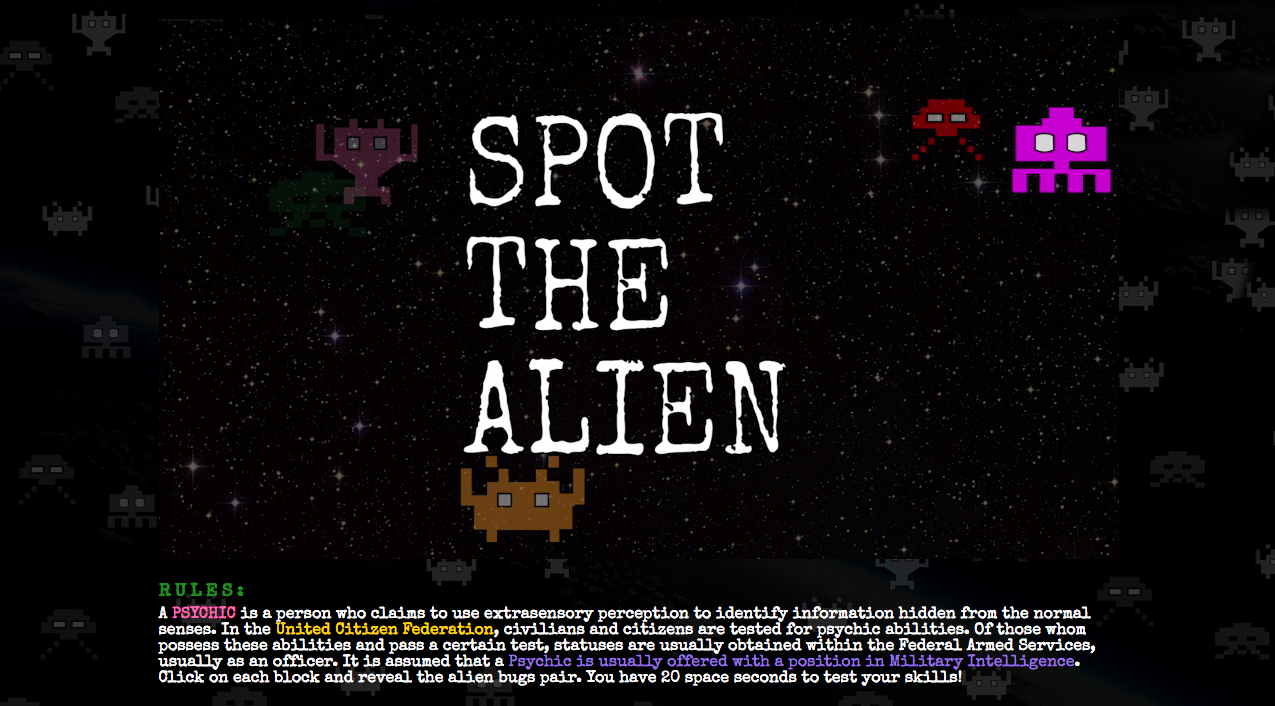 SPOT
THE
ALIEN
RULES:
A PSYCHIC is a person who claims to use extrasensory perception to identify information hidden from the normal
senses. In the United Citizen Federation, civilians and citizens are tested for psychic abilities. Of those whom
possess these abilities and pass a certain test, statuses are usually obtained within the Federal Armed Services,
usually as an officer. It is assumed that a Psychic is usually offered with a position in Military Intelligence.
Click on each block and reveal the alien bugs pair. You have 20 space seconds to test your skills!